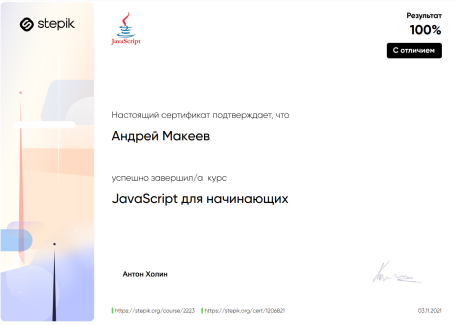 stepik
JavaScript
Результат
100%
С отличием
Настоящий сертификат подтверждает, что
Андрей Макеев
успешно завершил/а курс
JavaScript для начинающих
Антон Холин
https://stepik.org/course/2223
https://stepik.org/cert/1206821
03.11.2021